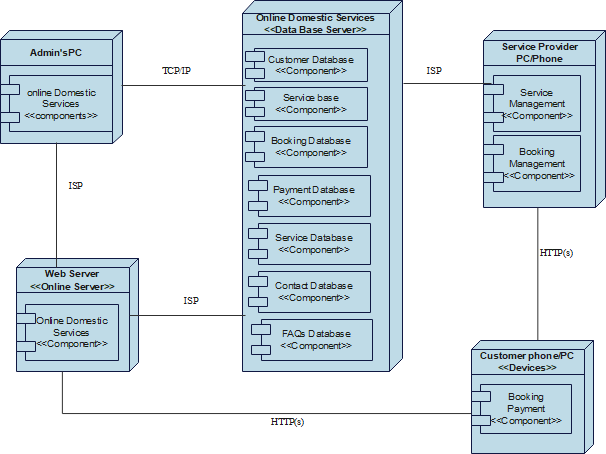 Online Domestic Services
<<Data Base Server>>
Customer Database
<<Component>>
Service base
<<Component>>
Booking Database
<<Component>>
Payment Database
<<Component>>
Service Database
<<Component>>
Contact Database
<<Component>>
FAQs Database
<<Component>>
Admin's PC
online Domestic
Services
<<components>>
TCP/IP
ISP
Service Provider
PC/Phone
Service
Management
<<Component>>
Booking
Management
<<Component>>
ISP
HTTP(s)
Web Server
<<Online Server>>
Online Domestic
Services
<<Component>>
ISP
HTTP(s)
Customer phone/PC
<<Devices>>
Booking
Payment
<<Component>>